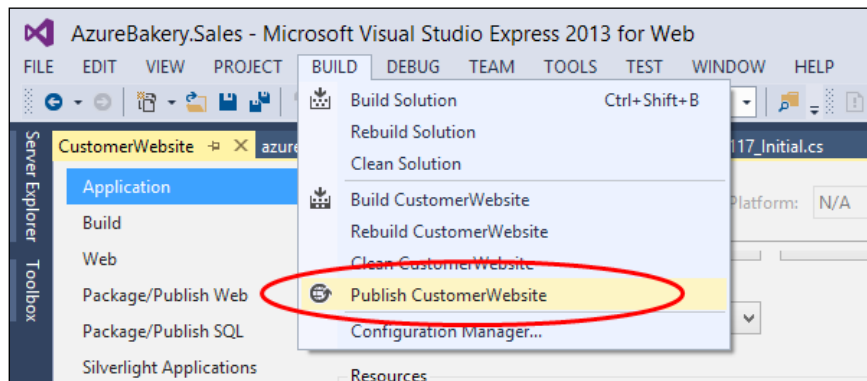 AzureBakery.Sales - Microsoft Visual Studio Express 2013 for Web
FILE EDIT VIEW PROJECT BUILD DEBUG TEAM TOOLS TEST WINDOW HELP
Build Solution Ctrl+Shift+B
Rebuild Solution
Clean Solution
Build CustomerWebsite
Rebuild CustomerWebsite
Clean CustomerWebsite
Publish CustomerWebsite
Configuration Manager...
Server Explorer
Toolbox
CustomerWebsite azure 117_Initial.cs
Application
Build
Web
Package/Publish Web
Package/Publish SQL
Silverlight Applications
Platform: N/A
Resources